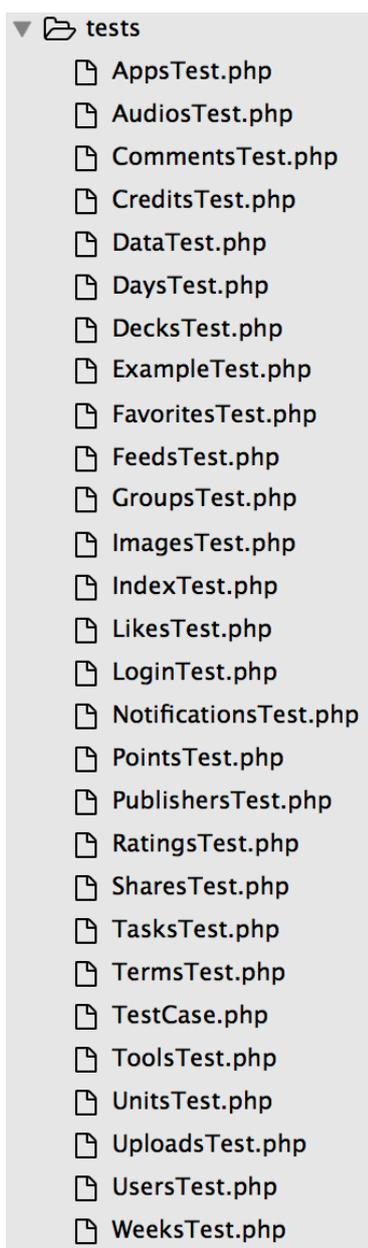 tests
AppsTest.php
AudiosTest.php
CommentsTest.php
CreditsTest.php
DataTest.php
DaysTest.php
DecksTest.php
ExampleTest.php
FavoritesTest.php
FeedsTest.php
GroupsTest.php
ImagesTest.php
IndexTest.php
LikesTest.php
LoginTest.php
NotificationsTest.php
PointsTest.php
PublishersTest.php
RatingsTest.php
SharesTest.php
TasksTest.php
TermsTest.php
TestCase.php
ToolsTest.php
UnitsTest.php
UploadsTest.php
UsersTest.php
WeeksTest.php